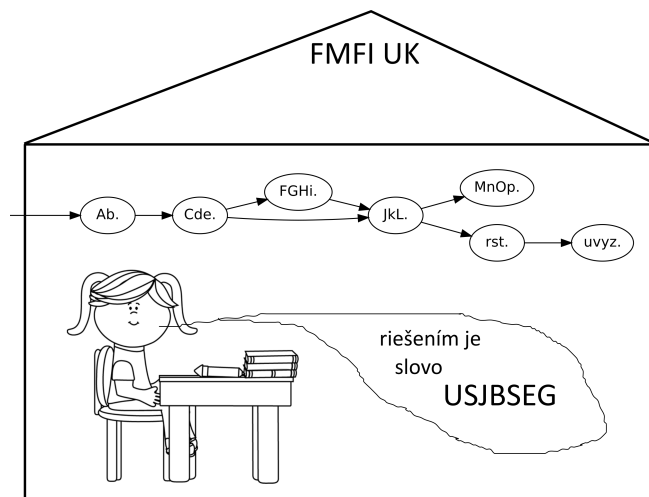 FMFI UK
Ab.
Cde.
FGHi.
JkL.
MnOp.
rst.
uvyz.
riešením je
slovo
USJBSEG